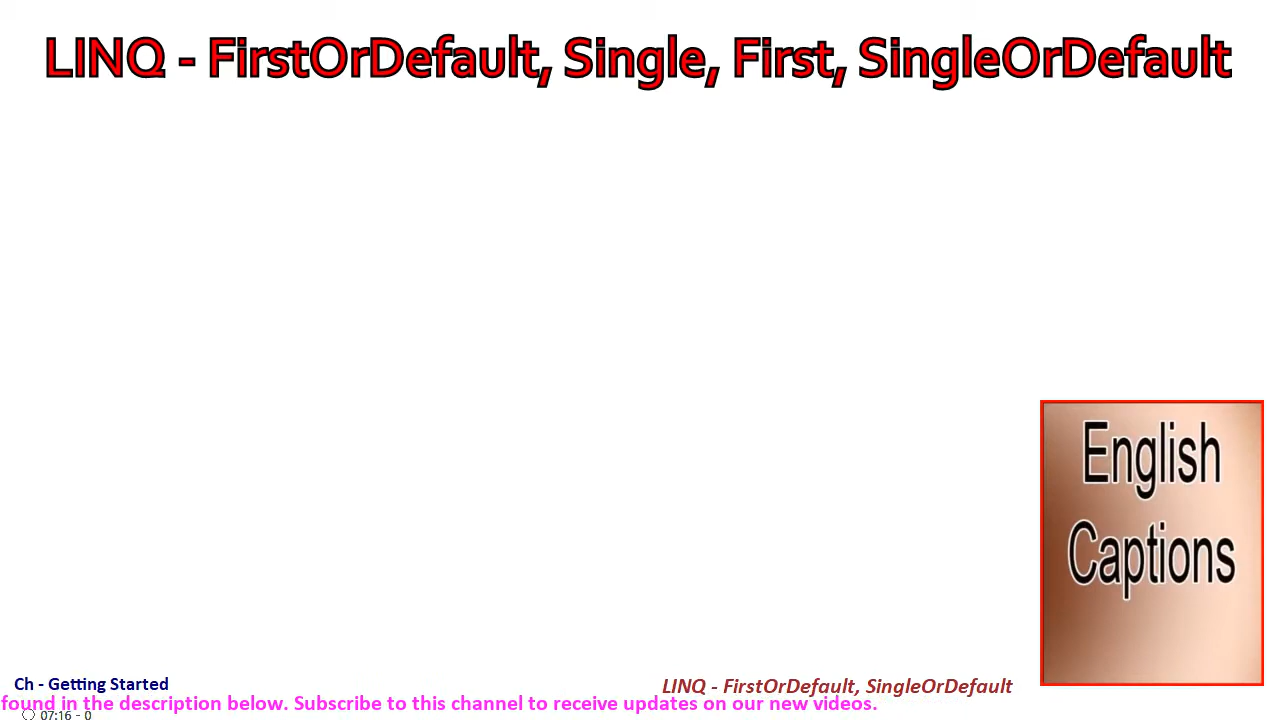 LINQ - FirstOrDefault, Single, First, SingleOrDefault
English
Captions
Ch - Getting Started
LINQ - FirstOrDefault, SingleOrDefault
found in the description below. Subscribe to this channel to receive updates on our new videos.
07:16 - 0